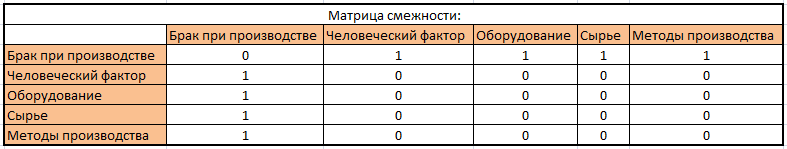 Матрица смежности:
Брак при производстве Человеческий фактор Оборудование Сырье Методы производства
Брак при производстве 0 1 1 1 1
Человеческий фактор 1 0 0 0 0
Оборудование 1 0 0 0 0
Сырье 1 0 0 0 0
Методы производства 1 0 0 0 0